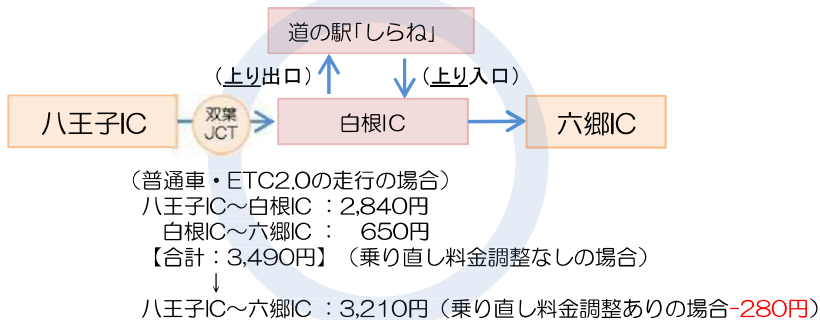 道の駅「しらね」
（上り出口）
（上り入口）
八王子IC
双葉
JCT
白根IC
六郷IC
（普通車・ETC2.0の走行の場合）
八王子IC～白根IC ：2,840円
白根IC～六郷IC ： 650円
【合計：3,490円】（乗り直し料金調整なしの場合）
↓
八王子IC～六郷IC ：3,210円（乗り直し料金調整ありの場合-280円）